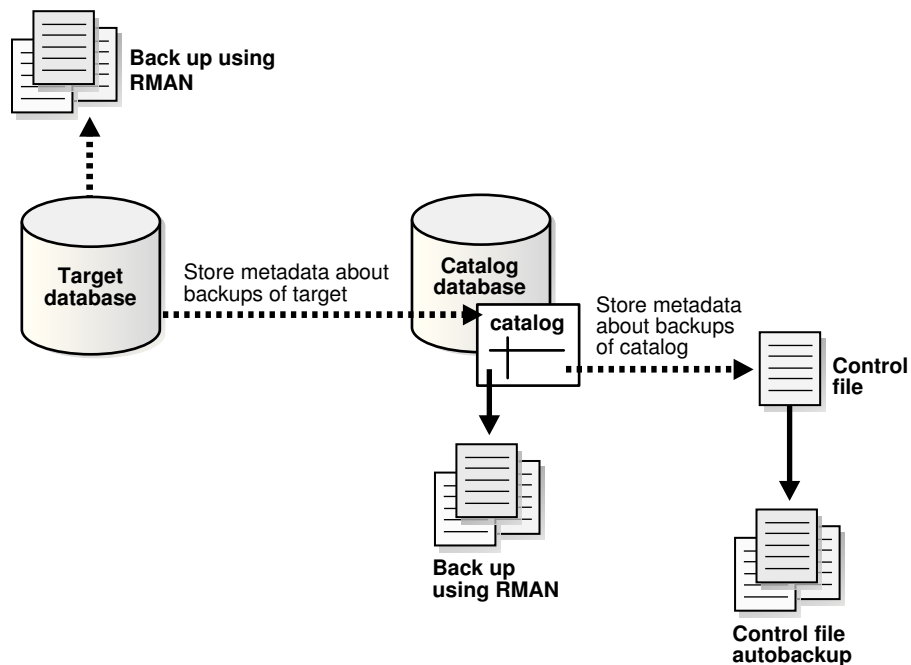 Back up using
RMAN
Target
database
Store metadata about
backups of target
Catalog
database
catalog
Store metadata
about backups
of catalog
Control
file
Back up
using RMAN
Control file
autobackup